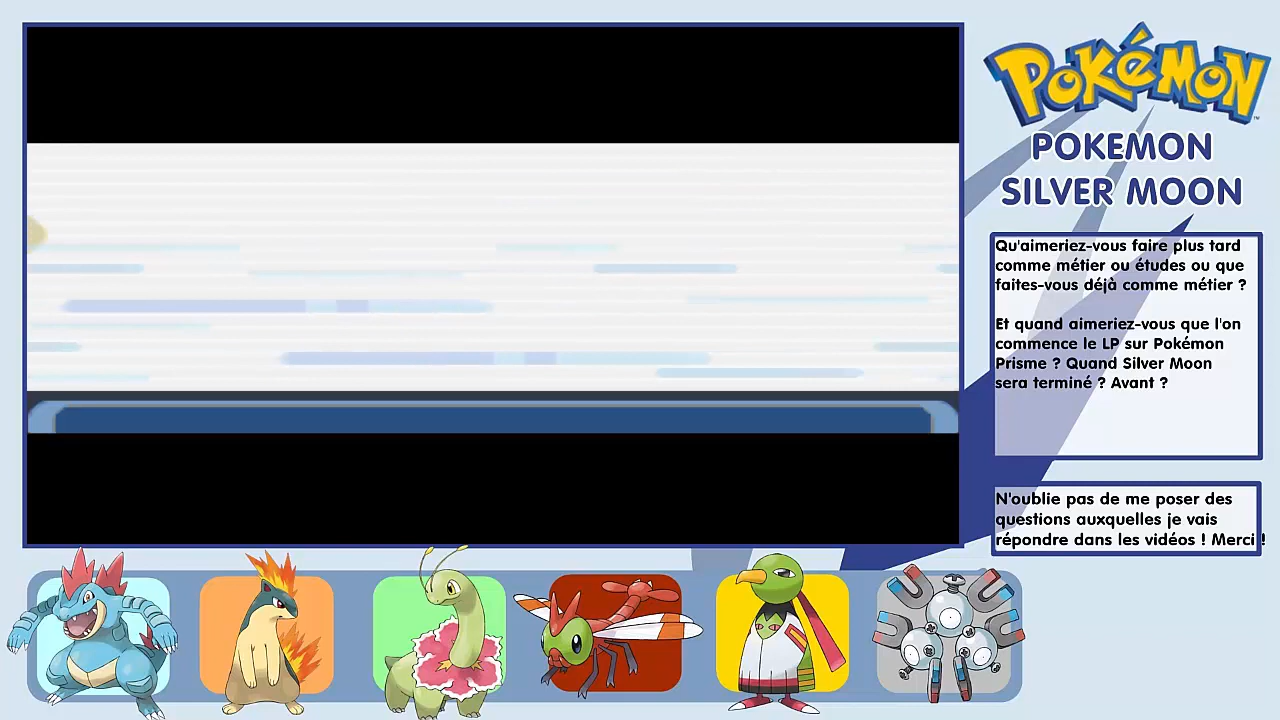 POKéMON
POKEMON
SILVER MOON
Qu'aimeriez-vous faire plus tard
comme métier ou études ou que
faites-vous déjà comme métier ?
Et quand aimeriez-vous que l'on
commence le LP sur Pokémon
Prisme ? Quand Silver Moon
sera terminé ? Avant ?
N'oublie pas de me poser des
questions auxquelles je vais
répondre dans les vidéos ! Merci !